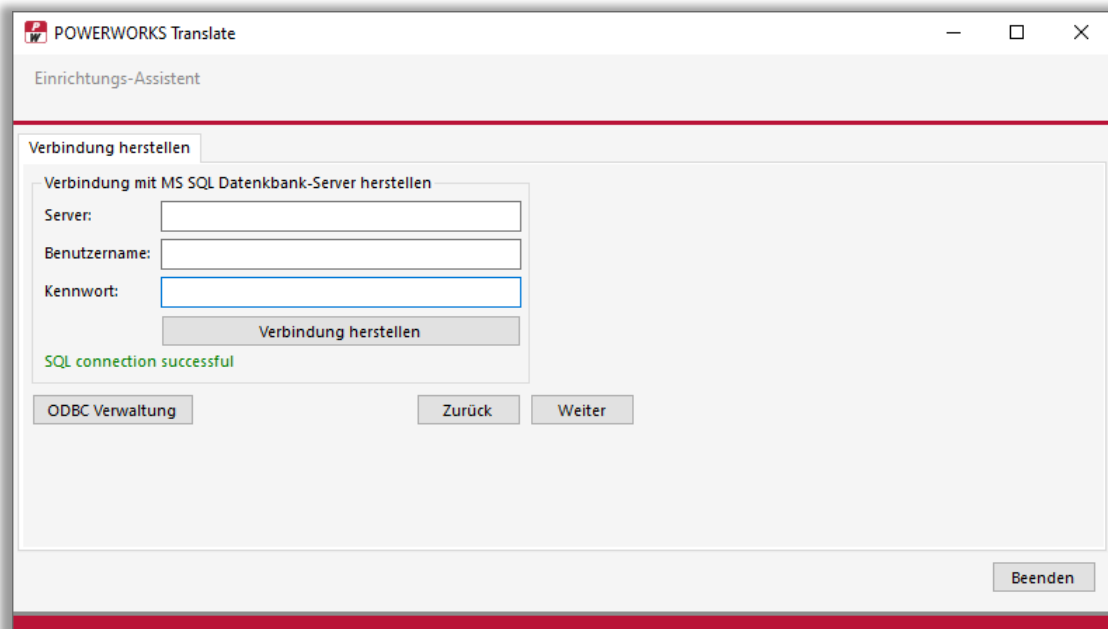 POWERWORKS Translate
Einrichtungs-Assistent
Verbindung herstellen
Verbindung mit MS SQL Datenkbank-Server herstellen
Server:
Benutzername:
Kennwort:
Verbindung herstellen
SQL connection successful
ODBC Verwaltung Zurück Weiter
Beenden